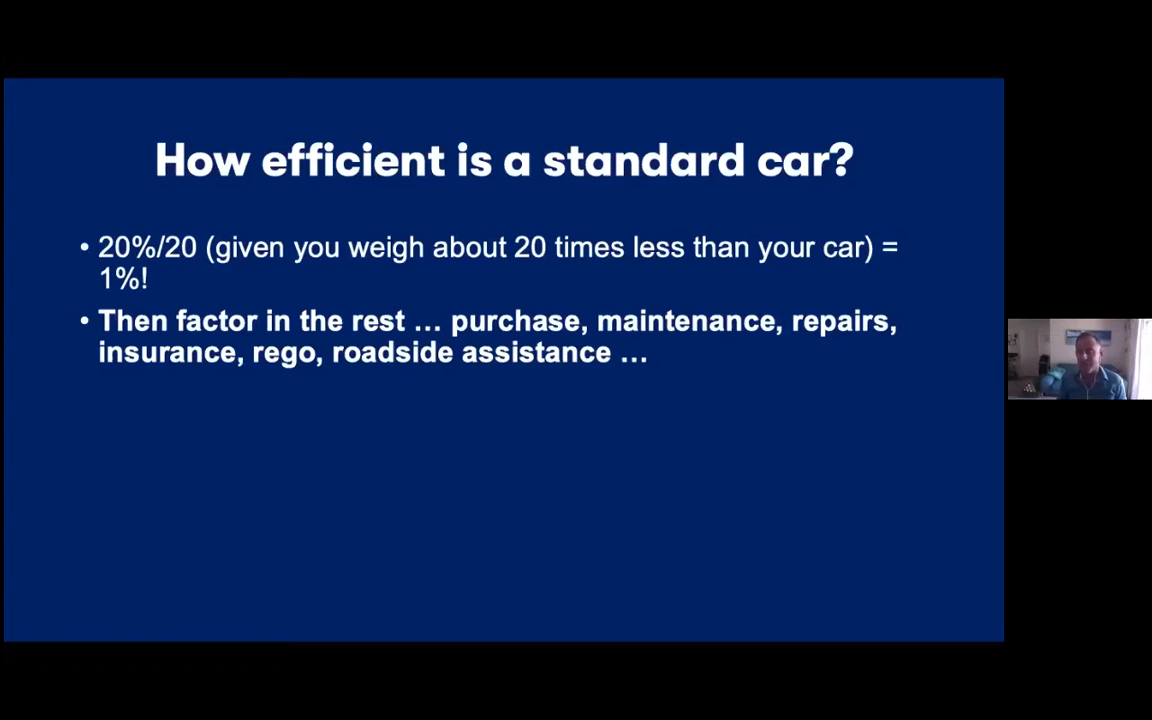 How efficient is a standard car?
• 20%/20 (given you weigh about 20 times less than your car) =
1%!
• Then factor in the rest … purchase, maintenance, repairs,
insurance, rego, roadside assistance …